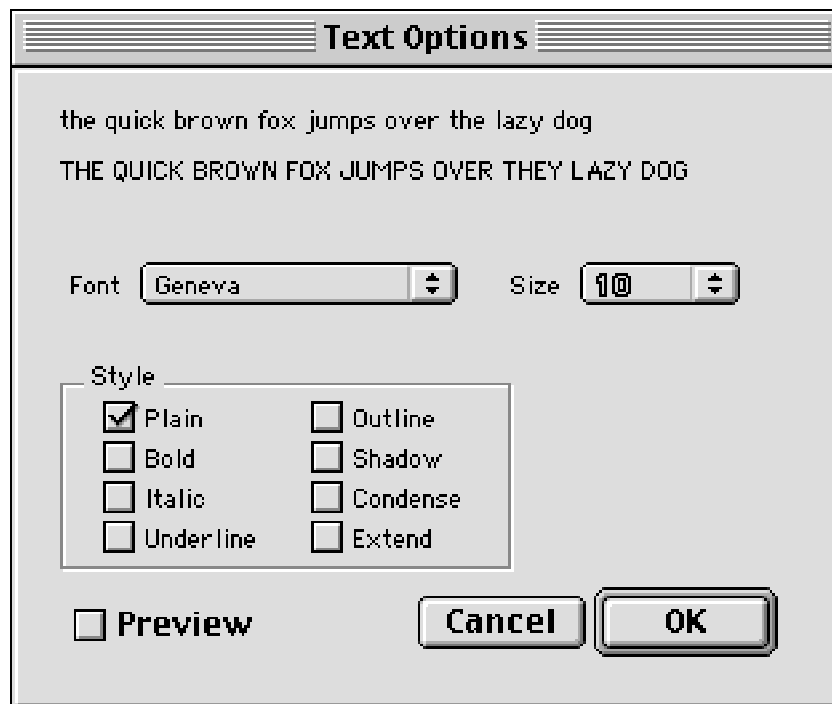 Text Options
the quick brown fox jumps over the lazy dog
THE QUICK BROWN FOX JUMPS OVER THEY LAZY DOG
Font Geneva Size 10
Style
Plain Outline
Bold Shadow
Italic Condense
Underline Extend
Preview Cancel OK